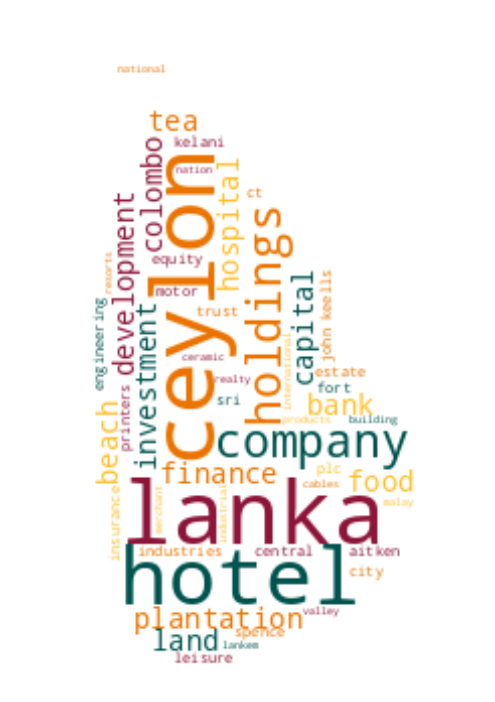 national
tea
kelani
colombo
ceylon
nation
hospital
ct
development
holdings
equity
resorts
motor
capital
john keells
engineering
investment
trust
international
ceramic
realty
estate
fort
sri
printers
bank
beach
products
building
company
finance
plc
food
cables
insurance
merchant
industrial
malay
lanka
industries
central
aitken
hotel
city
plantation
valley
land
spence
lankem
leisure